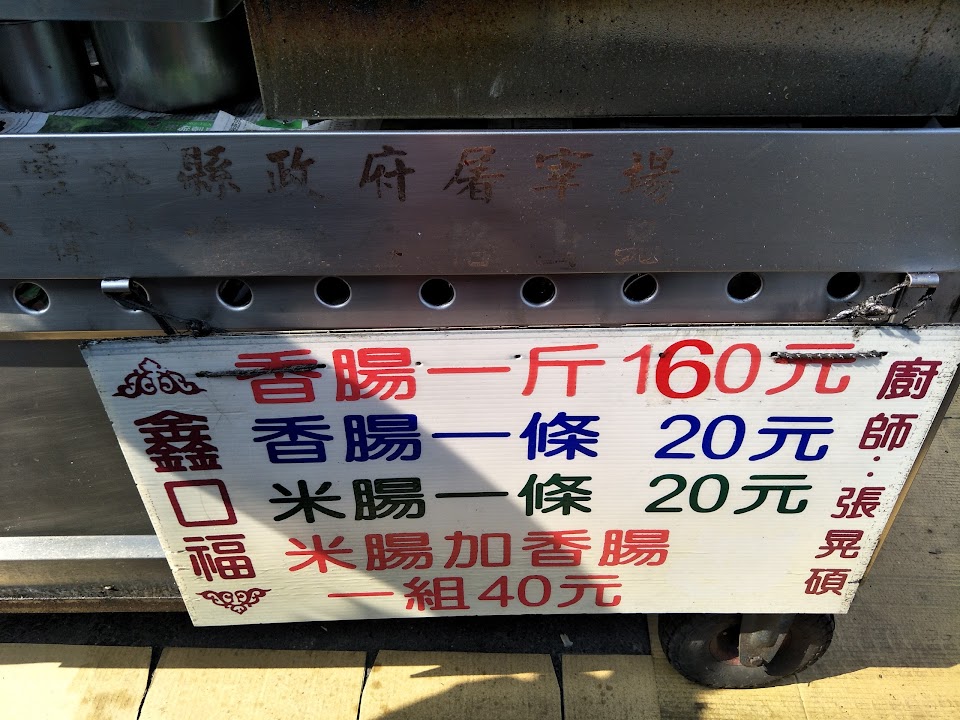 雲林縣政府屠宰場
香腸一斤160元
香腸一條 20元
米腸一條 20元
米腸加香腸
一組40元
鑫口福
廚師:張晃碩